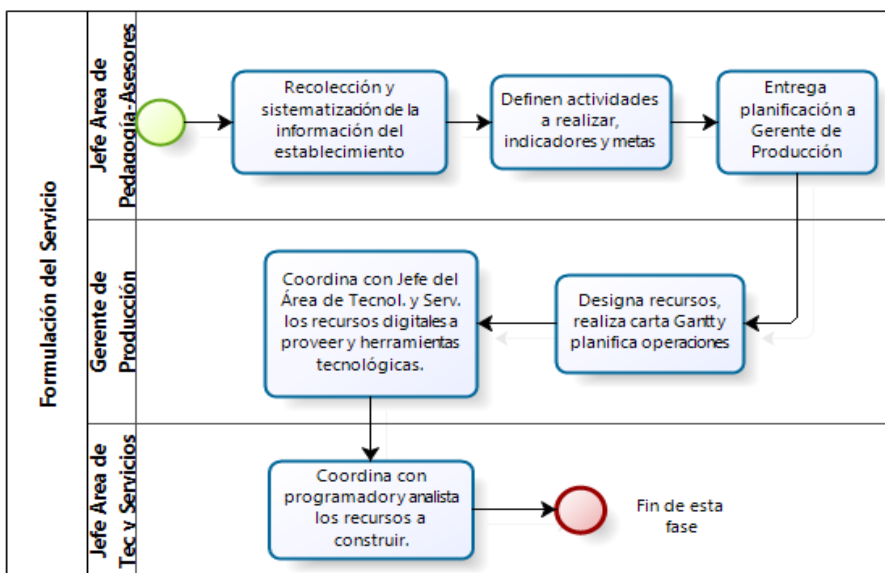 Formulación del Servicio
Jefe Área de
Pedagogía-Asesores
Recolección y
sistematización de la
información del
establecimiento
Definen actividades
a realizar,
indicadores y metas
Entrega
planificación a
Gerente de
Producción
Gerente de
Producción
Coordina con Jefe del
Área de Tecnol. y Serv.
los recursos digitales a
proveer y herramientas
tecnológicas.
Designa recursos,
realiza carta Gantt y
planifica operaciones
Jefe Área de
Tec y Servicios
Coordina con
programador y analista
los recursos a
construir.
Fin de esta
fase